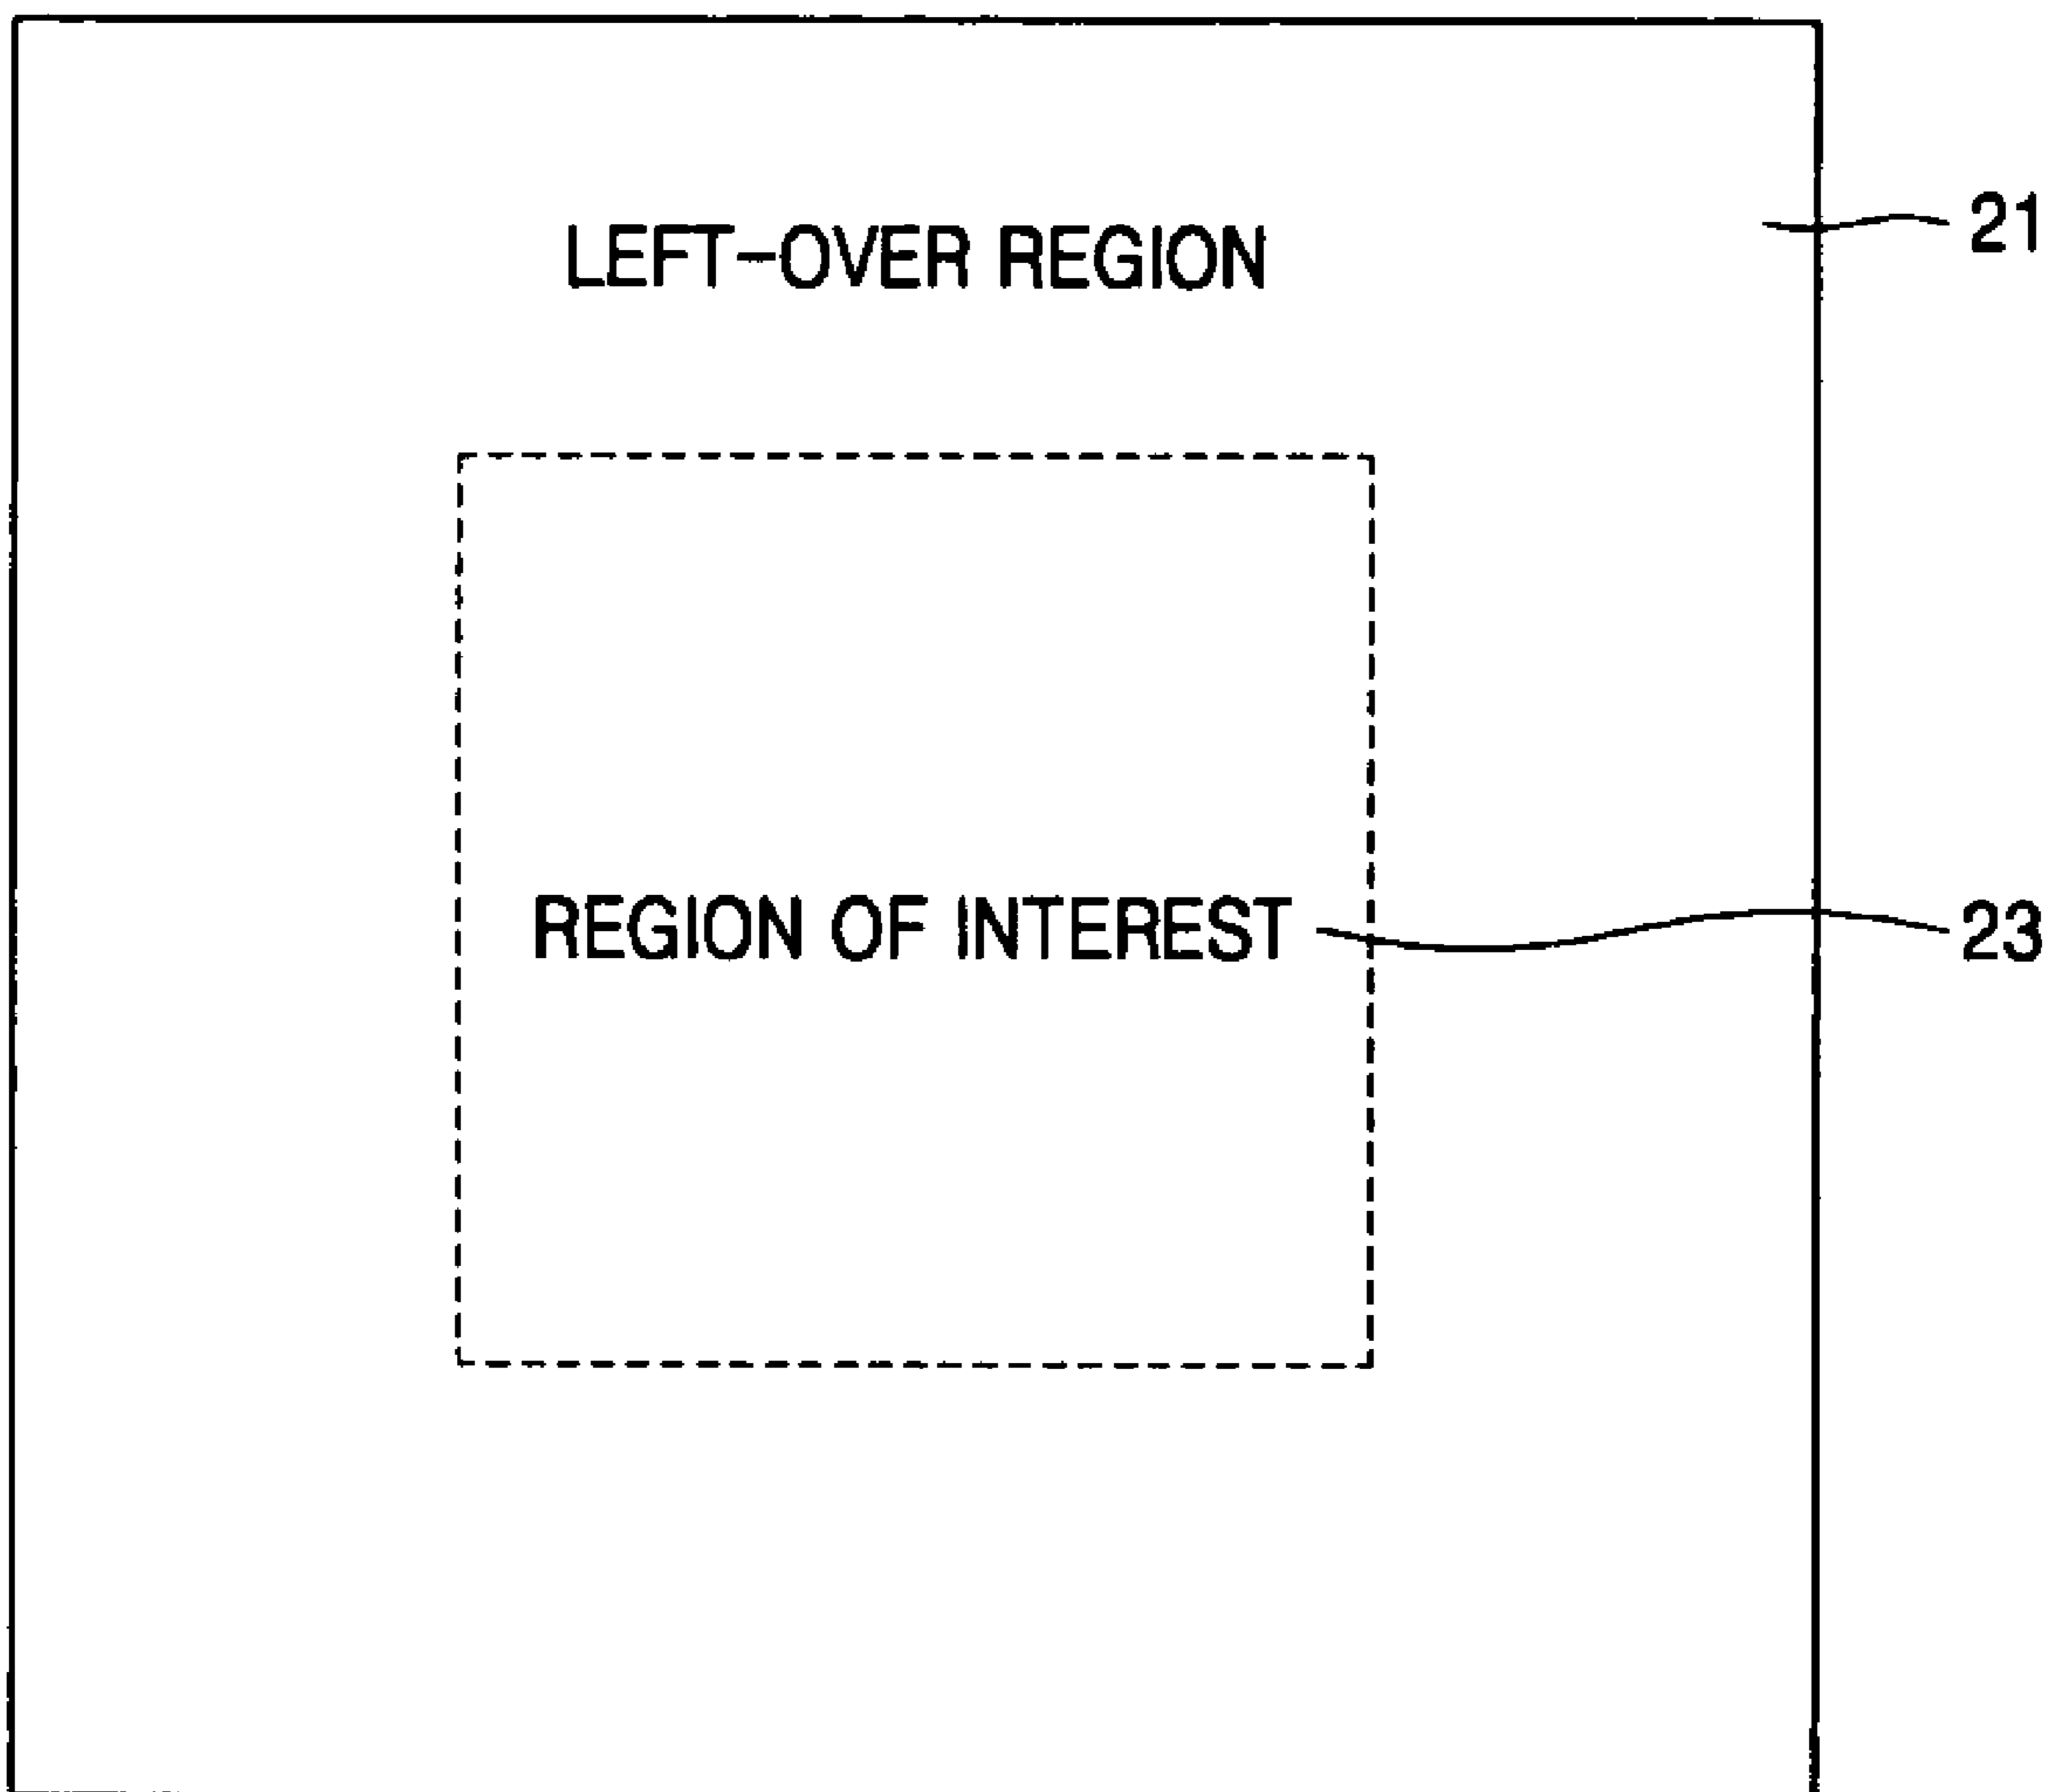 LEFT-OVER REGION
21
REGION OF INTEREST
23